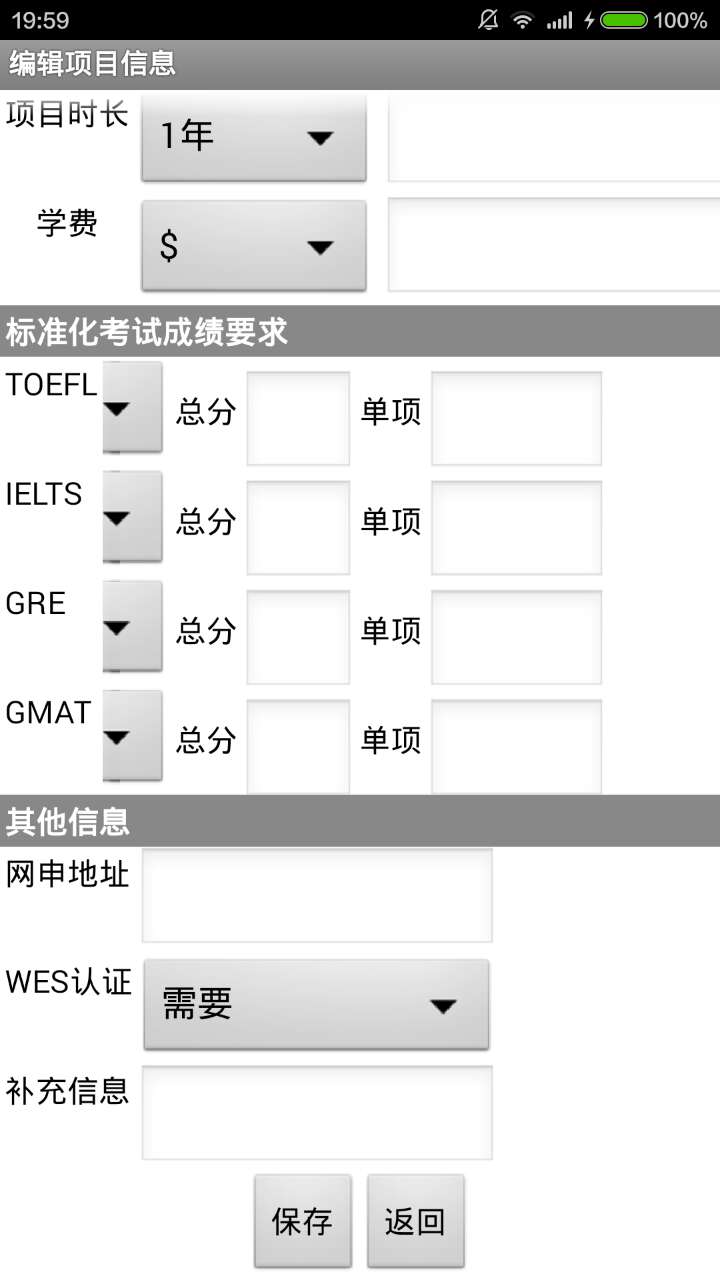 19:59 100%
编辑项目信息
项目时长 1年
学费 $
标准化考试成绩要求
TOEFL 总分 单项
IELTS 总分 单项
GRE 总分 单项
GMAT 总分 单项
其他信息
网申地址
WES认证 需要
补充信息
保存 返回